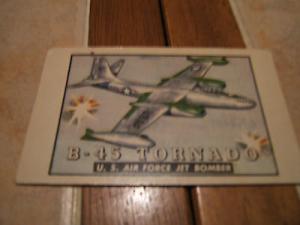 B-45 TORNADO
U. S. AIR FORCE JET BOMBER